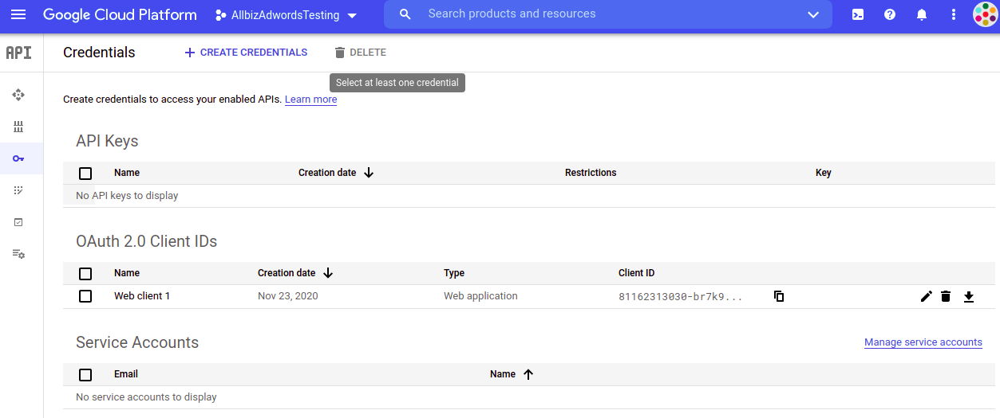 Google Cloud Platform AllbizAdwordsTesting Search products and resources
API Credentials CREATE CREDENTIALS DELETE
Select at least one credential
Create credentials to access your enabled APIs. Learn more
API Keys
Name Creation date Restrictions Key
No API keys to display
OAuth 2.0 Client IDs
Name Creation date Type Client ID
Web client 1 Nov 23, 2020 Web application 81162313030-br7k9...
Service Accounts Manage service accounts
Email Name
No service accounts to display